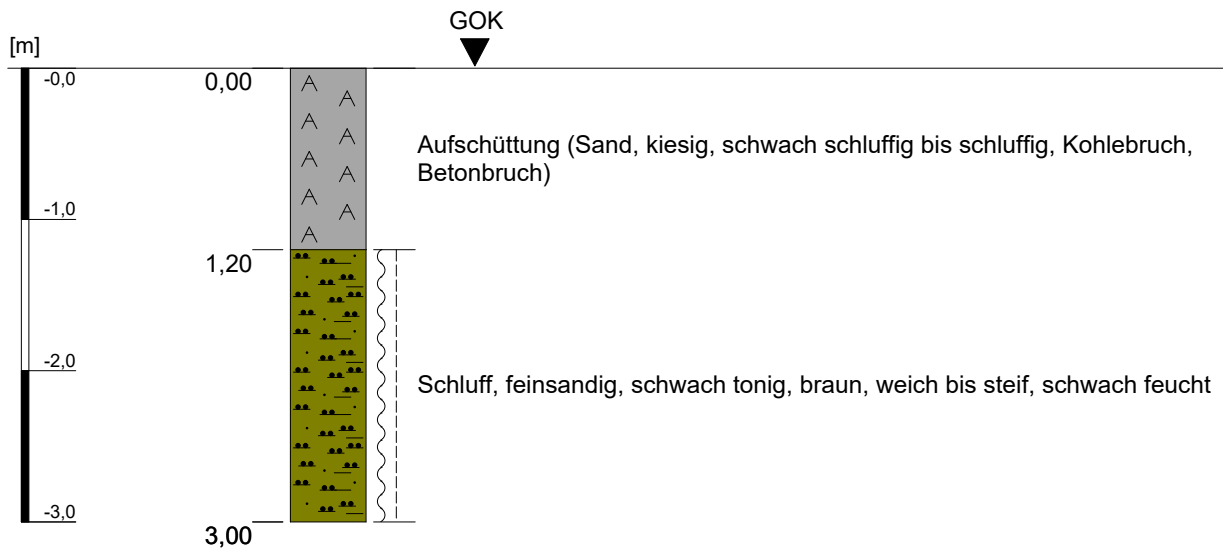 GOK
[m]
-0,0
0,00
Aufschüttung (Sand, kiesig, schwach schluffig bis schluffig, Kohlebruch,
Betonbruch)
-1,0
1,20
-2,0
Schluff, feinsandig, schwach tonig, braun, weich bis steif, schwach feucht
-3,0
3,00